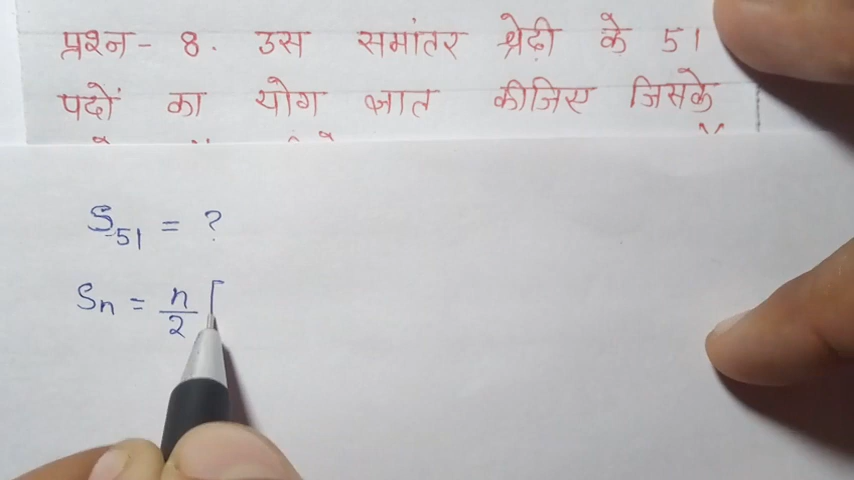 प्रश्न- 8. उस समांतर श्रेढ़ी के 51
पदों का योग ज्ञात कीजिए जिसके
S51 = ?
Sn = n/2 [